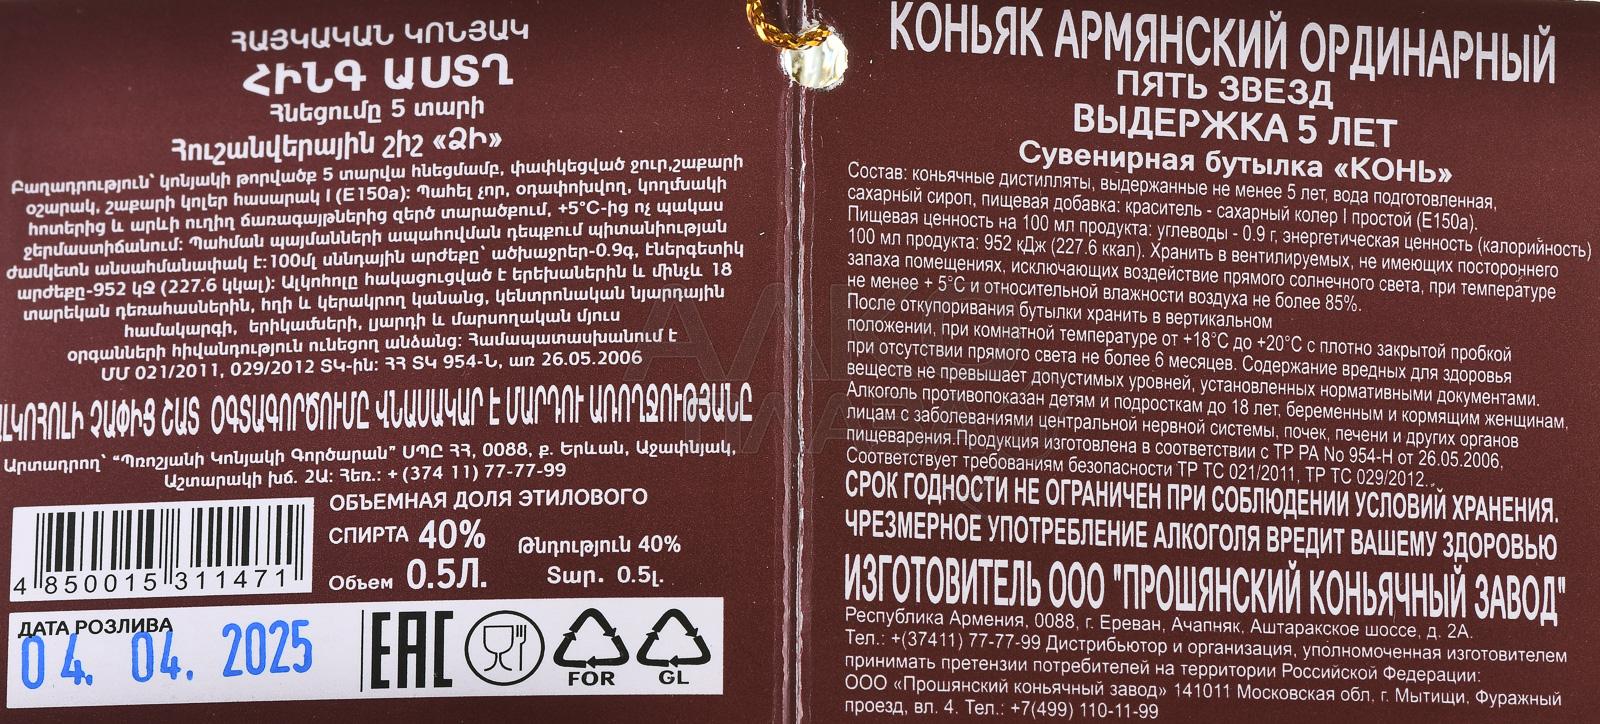 ՀԱՅԿԱԿԱՆ ԿՈՆՅԱԿ
ՀԻՆԳ ԱՍՏՂ
Հնեցումը 5 տարի
Հուշանվերային շիշ «ՁԻ»
Բաղադրություն՝ կոնյակի թորվածք 5 տարվա հնեցմամբ, փափկեցված ջուր,շաքարի
օշարակ, շաքարի կոլեր հասարակ I (E150a): Պահել չոր, օդափոխվող, կողմնակի
հոտերից և արևի ուղիղ ճառագայթներից զերծ տարածքում, +5°C-ից ոչ պակաս
ջերմաստիճանում: Պահման պայմանների ապահովման դեպքում պիտանիության
ժամկետն անսահմանափակ է:100մլ սննդային արժեքը՝ ածխաջրեր-0.9գ, էներգետիկ
արժեքը-952 կՋ (227.6 կկալ): Ալկոհոլը հակացուցված է երեխաներին և մինչև 18
տարեկան դեռահասներին, հղի և կերակրող կանանց, կենտրոնական նյարդային
համակարգի, երիկամների, լյարդի և մարսողական մյուս
օրգանների հիվանդություն ունեցող անձանց: Համապատասխանում է
ՄՄ 021/2011, 029/2012 ՏԿ-ին: ՀՀ ՏԿ 954-Ն, առ 26.05.2006
ԱԼԿՈՀՈԼԻ ՉԱՓԻՑ ՇԱՏ ՕԳՏԱԳՈՐԾՈՒՄԸ ՎՆԱՍԱԿԱՐ Է ՄԱՐԴՈՒ ԱՌՈՂՋՈՒԹՅԱՆԸ
Արտադրող՝ “Պռոշյանի Կոնյակի Գործարան” ՍՊԸ ՀՀ, 0088, ք. Երևան, Աջափնյակ,
Աշտարակի խճ. 2Ա: Հեռ.: + (374 11) 77-77-99
ОБЪЕМНАЯ ДОЛЯ ЭТИЛОВОГО
СПИРТА 40%
Объем 0.5Л.
Թնդություն 40%
Տար. 0.5լ.
4 850015 311471
ДАТА РОЗЛИВА
04. 04. 2025
EAC
FOR
GL
КОНЬЯК АРМЯНСКИЙ ОРДИНАРНЫЙ
ПЯТЬ ЗВЕЗД
ВЫДЕРЖКА 5 ЛЕТ
Сувенирная бутылка «КОНЬ»
Состав: коньячные дистилляты, выдержанные не менее 5 лет, вода подготовленная,
сахарный сироп, пищевая добавка: краситель - сахарный колер I простой (Е150а).
Пищевая ценность на 100 мл продукта: углеводы - 0.9 г, энергетическая ценность (калорийность)
100 мл продукта: 952 кДж (227.6 ккал). Хранить в вентилируемых, не имеющих постороннего
запаха помещениях, исключающих воздействие прямого солнечного света, при температуре
не менее + 5°С и относительной влажности воздуха не более 85%.
После откупоривания бутылки хранить в вертикальном
положении, при комнатной температуре от +18°С до +20°С с плотно закрытой пробкой
при отсутствии прямого света не более 6 месяцев. Содержание вредных для здоровья
веществ не превышает допустимых уровней, установленных нормативными документами.
Алкоголь противопоказан детям и подросткам до 18 лет, беременным и кормящим женщинам,
лицам с заболеваниями центральной нервной системы, почек, печени и других органов
пищеварения.Продукция изготовлена в соответствии с ТР РА No 954-Н от 26.05.2006,
Соответствует требованиям безопасности ТР ТС 021/2011, ТР ТС 029/2012.
СРОК ГОДНОСТИ НЕ ОГРАНИЧЕН ПРИ СОБЛЮДЕНИИ УСЛОВИЙ ХРАНЕНИЯ.
ЧРЕЗМЕРНОЕ УПОТРЕБЛЕНИЕ АЛКОГОЛЯ ВРЕДИТ ВАШЕМУ ЗДОРОВЬЮ
ИЗГОТОВИТЕЛЬ ООО "ПРОШЯНСКИЙ КОНЬЯЧНЫЙ ЗАВОД"
Республика Армения, 0088, г. Ереван, Ачапняк, Аштаракское шоссе, д. 2А.
Тел.: +(37411) 77-77-99 Дистрибьютор и организация, уполномоченная изготовителем
принимать претензии потребителей на территории Российской Федерации:
ООО «Прошянский коньячный завод» 141011 Московская обл. г. Мытищи, Фуражный
проезд, вл. 4. Тел.: +7(499) 110-11-99